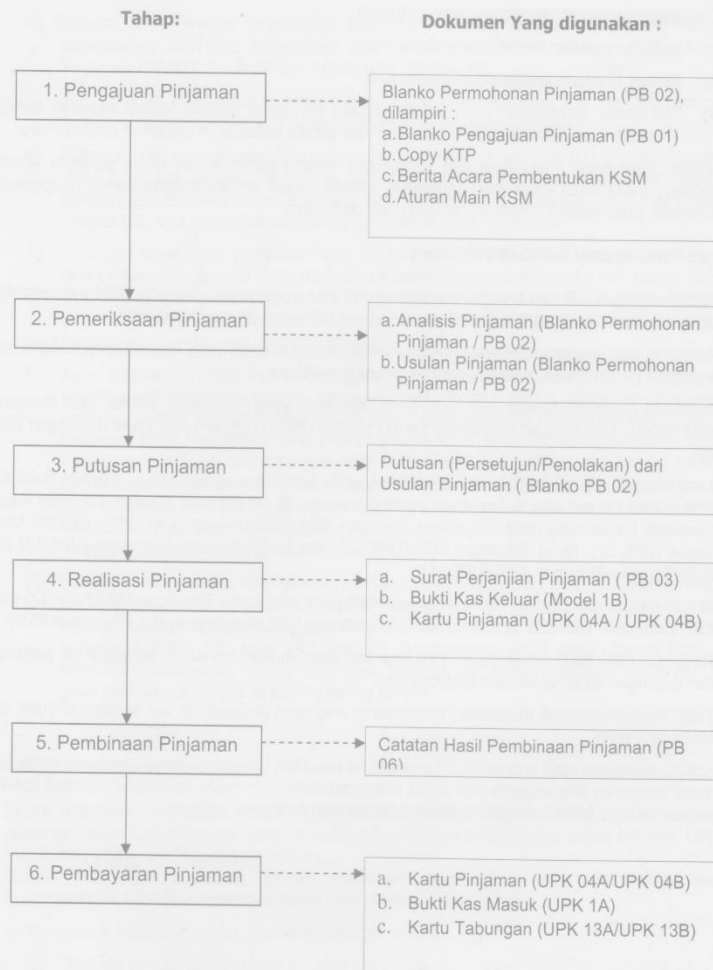 Tahap:
Dokumen Yang digunakan :
1. Pengajuan Pinjaman
Blanko Permohonan Pinjaman (PB 02),
dilampiri :
a.Blanko Pengajuan Pinjaman (PB 01)
b.Copy KTP
c.Berita Acara Pembentukan KSM
d.Aturan Main KSM
2. Pemeriksaan Pinjaman
a.Analisis Pinjaman (Blanko Permohonan
Pinjaman / PB 02)
b.Usulan Pinjaman (Blanko Permohonan
Pinjaman / PB 02)
3. Putusan Pinjaman
Putusan (Persetujun/Penolakan) dari
Usulan Pinjaman ( Blanko PB 02)
4. Realisasi Pinjaman
a. Surat Perjanjian Pinjaman ( PB 03)
b. Bukti Kas Keluar (Model 1B)
c. Kartu Pinjaman (UPK 04A / UPK 04B)
5. Pembinaan Pinjaman
Catatan Hasil Pembinaan Pinjaman (PB
06)
6. Pembayaran Pinjaman
a. Kartu Pinjaman (UPK 04A/UPK 04B)
b. Bukti Kas Masuk (UPK 1A)
c. Kartu Tabungan (UPK 13A/UPK 13B)